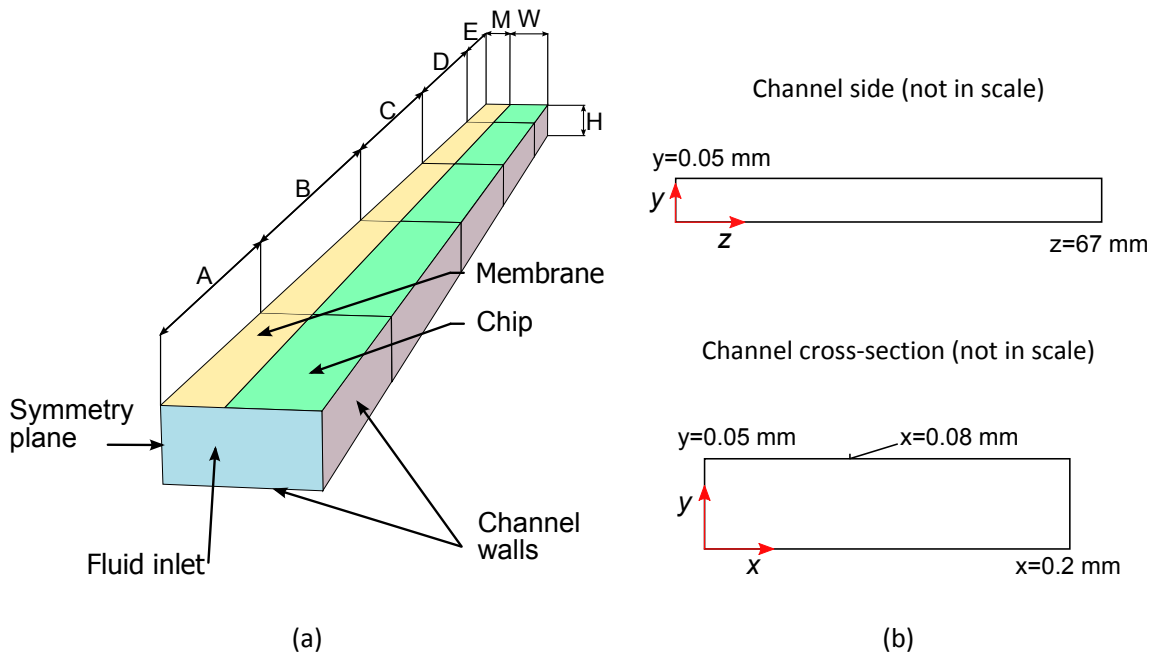 A
B
C
D
E
M
W
H
Membrane
Chip
Symmetry
plane
Fluid inlet
Channel
walls
(a)
Channel side (not in scale)
y=0.05 mm
y
z
z=67 mm
Channel cross-section (not in scale)
y=0.05 mm
x=0.08 mm
y
x
x=0.2 mm
(b)